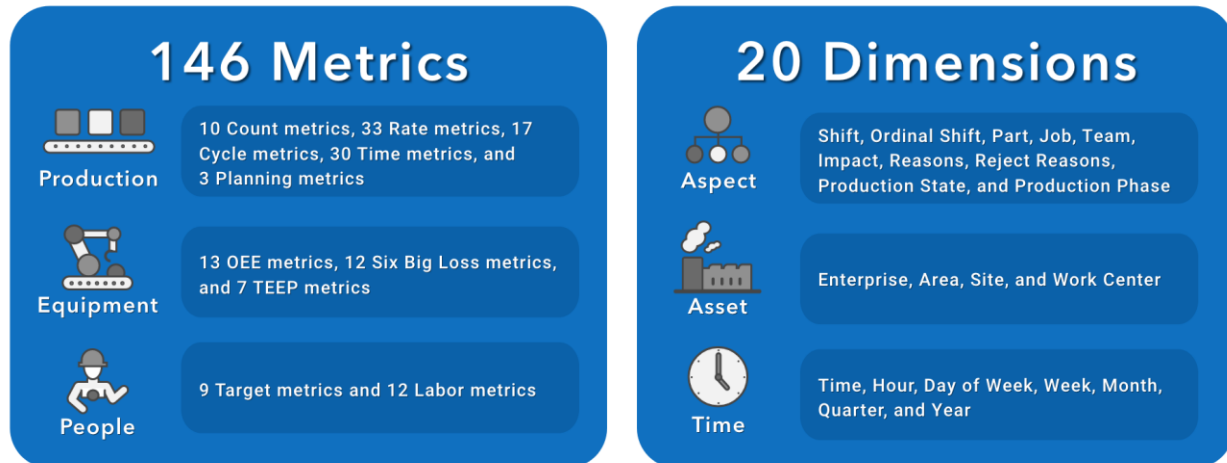 146 Metrics
Production
10 Count metrics, 33 Rate metrics, 17
Cycle metrics, 30 Time metrics, and
3 Planning metrics
Equipment
13 OEE metrics, 12 Six Big Loss metrics,
and 7 TEEP metrics
People
9 Target metrics and 12 Labor metrics
20 Dimensions
Aspect
Shift, Ordinal Shift, Part, Job, Team,
Impact, Reasons, Reject Reasons,
Production State, and Production Phase
Asset
Enterprise, Area, Site, and Work Center
Time
Time, Hour, Day of Week, Week, Month,
Quarter, and Year